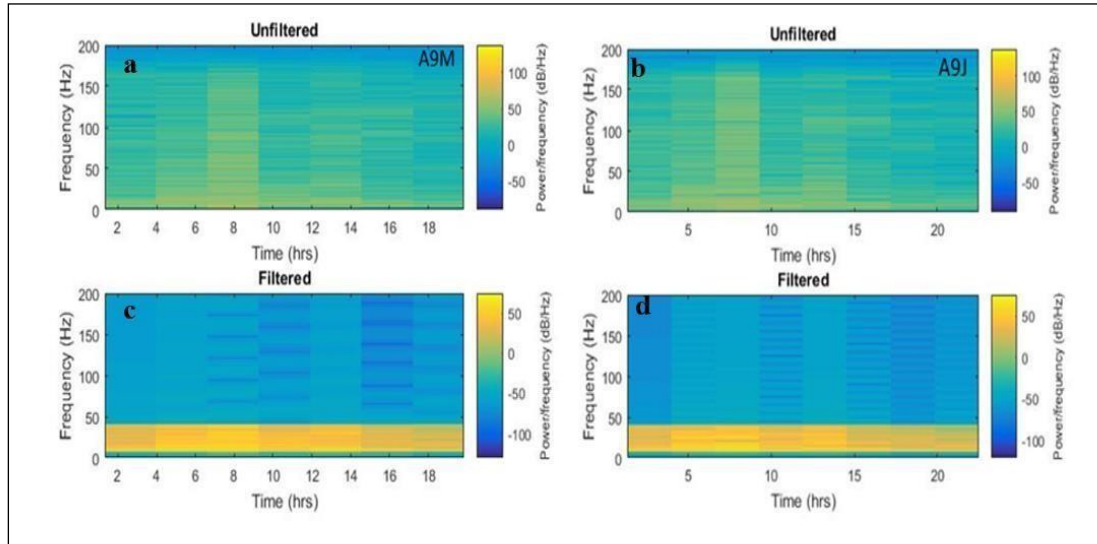 Unfiltered
a
A9M
200
150
100
50
0
Frequency (Hz)
2 4 6 8 10 12 14 16 18
Time (hrs)
100
50
0
-50
Power/frequency (dB/Hz)
Unfiltered
b
A9J
200
150
100
50
0
Frequency (Hz)
5 10 15 20
Time (hrs)
100
50
0
-50
Power/frequency (dB/Hz)
Filtered
c
200
150
100
50
0
Frequency (Hz)
2 4 6 8 10 12 14 16 18
Time (hrs)
50
0
-50
-100
Power/frequency (dB/Hz)
Filtered
d
200
150
100
50
0
Frequency (Hz)
5 10 15 20
Time (hrs)
50
0
-50
-100
Power/frequency (dB/Hz)